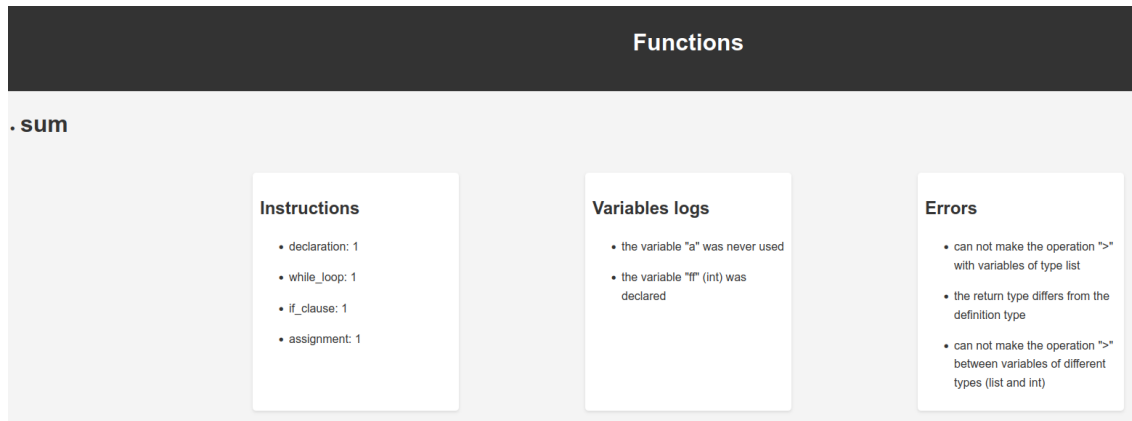 Functions
• sum
Instructions
• declaration: 1
• while_loop: 1
• if_clause: 1
• assignment: 1
Variables logs
• the variable "a" was never used
• the variable "ff" (int) was
declared
Errors
• can not make the operation ">"
with variables of type list
• the return type differs from the
definition type
• can not make the operation ">"
between variables of different
types (list and int)